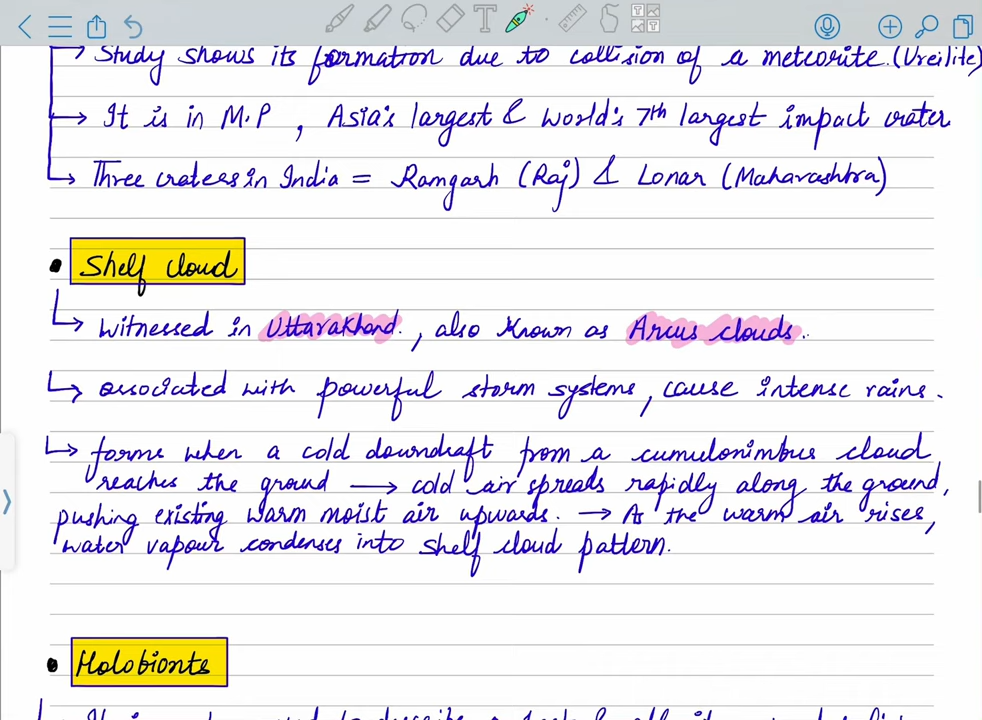 → Study shows its formation due to collision of a meteorite. (Ureilite)
→ It is in M.P , Asia's largest & World's 7th largest impact crater
→ Three craters in India = Ramgarh (Raj) & Lonar (Maharashtra)
• Shelf cloud
→ Witnessed in Uttarakhand. , also known as Arcus clouds.
→ associated with powerful storm systems, cause intense rains.
→ forms when a cold downdraft from a cumulonimbus cloud
reaches the ground → cold air spreads rapidly along the ground,
pushing existing warm moist air upwards. → As the warm air rises,
water vapour condenses into shelf cloud pattern.
• Holobionts